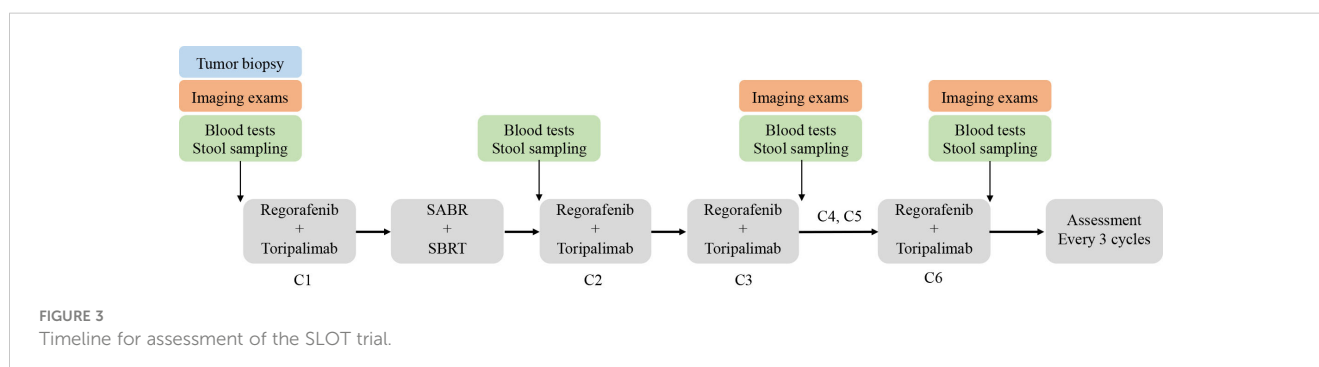 Tumor biopsy
Imaging exams
Blood tests
Stool sampling
Blood tests
Stool sampling
Imaging exams
Blood tests
Stool sampling
Imaging exams
Blood tests
Stool sampling
Regorafenib
+
Toripalimab
C1
SABR
+
SBRT
Regorafenib
+
Toripalimab
C2
Regorafenib
+
Toripalimab
C3
C4, C5
Regorafenib
+
Toripalimab
C6
Assessment
Every 3 cycles
FIGURE 3
Timeline for assessment of the SLOT trial.